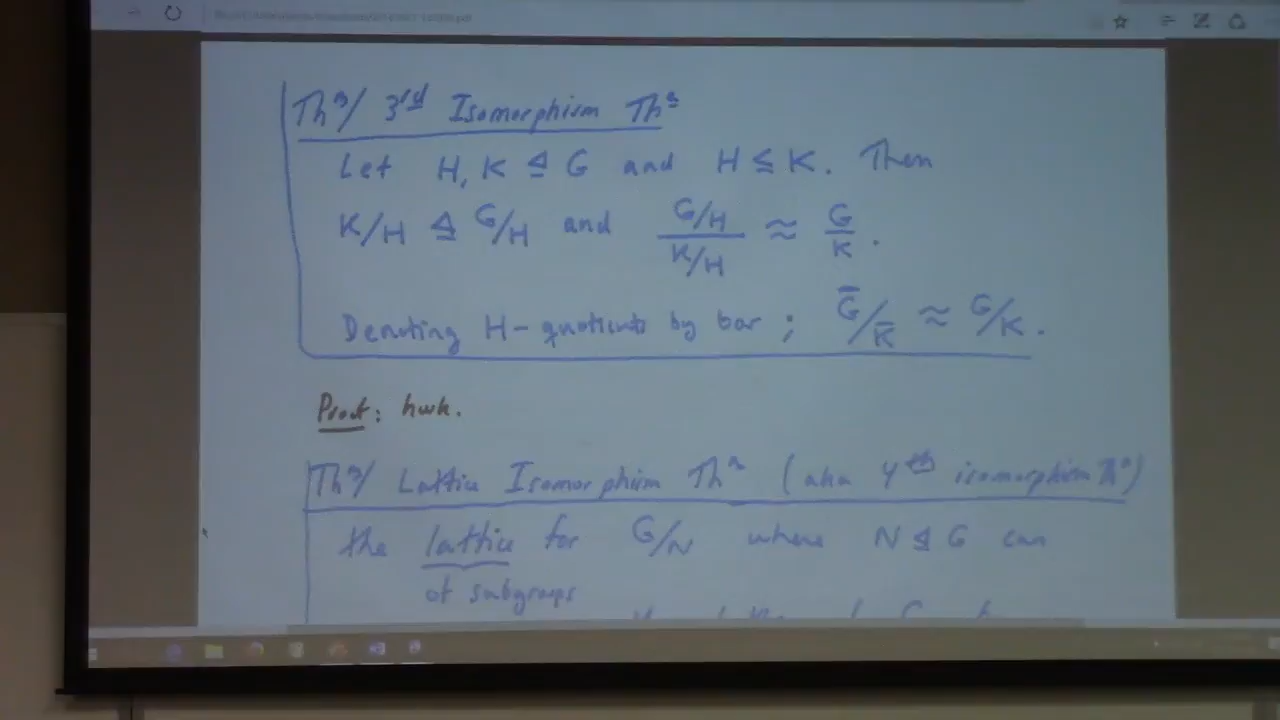 Thm/ 3rd Isomorphism Thm
Let H, K ⊴ G and H ≤ K. Then
K/H ⊴ G/H and (G/H)/(K/H) ≈ G/K.
Denoting H-quotients by bar; Ḡ/K̄ ≈ G/K.
Proof: hwk.
Thm/ Lattice Isomorphism Thm (aka 4th isomorphism Thm)
the lattice for G/N where N ⊴ G can
of subgroups